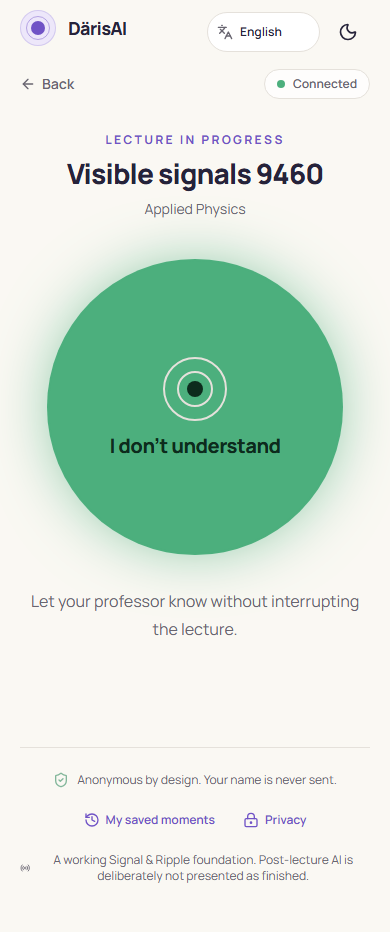 DärisAI
English
Back
Connected
LECTURE IN PROGRESS
Visible signals 9460
Applied Physics
I don’t understand
Let your professor know without interrupting
the lecture.
Anonymous by design. Your name is never sent.
My saved moments
Privacy
A working Signal & Ripple foundation. Post-lecture AI is
deliberately not presented as finished.